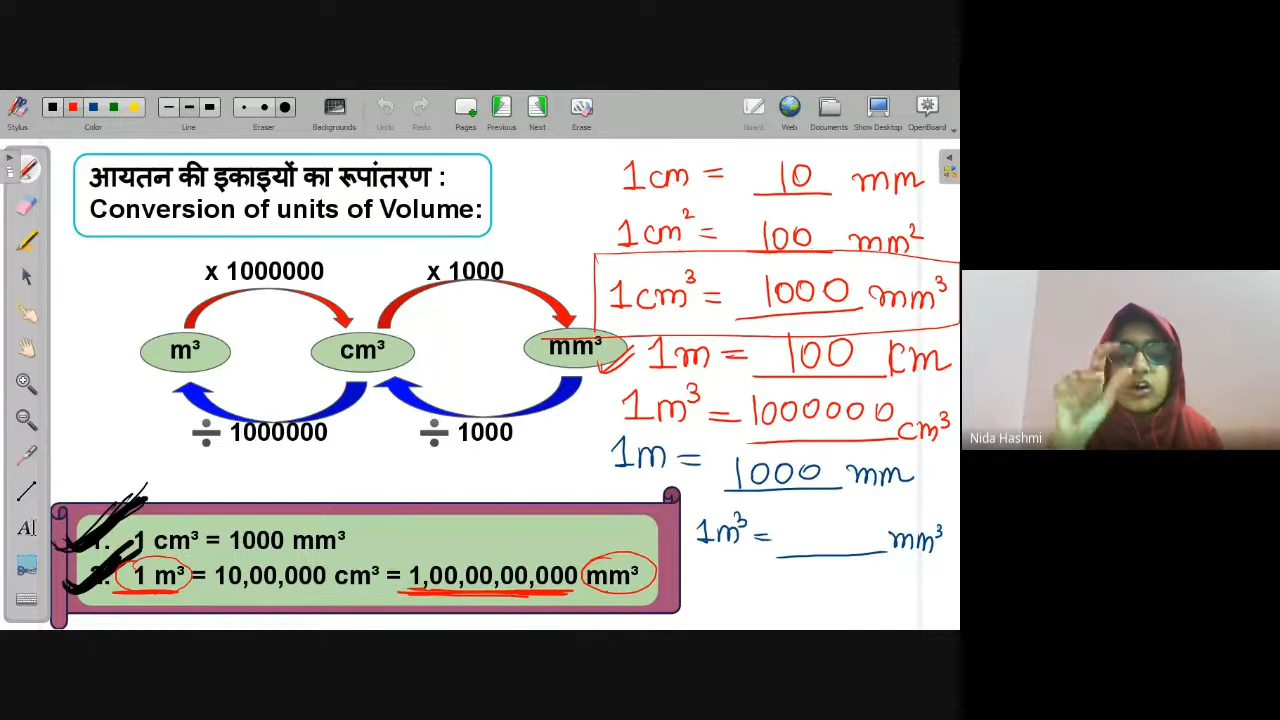 Stylus Color Line Eraser Backgrounds Undo Redo Pages Previous Next Erase Board Web Documents Show Desktop OpenBoard
आयतन की इकाइयों का रूपांतरण :
Conversion of units of Volume:
x 1000000 x 1000
m³ cm³ mm³
÷ 1000000 ÷ 1000
1 cm³ = 1000 mm³
1 m³ = 10,00,000 cm³ = 1,00,00,00,000 mm³
1cm = 10 mm
1cm² = 100 mm²
1cm³ = 1000 mm³
1m = 100 cm
1m³ = 1000000 cm³
1m = 1000 mm
1m³ = ______ mm³
Nida Hashmi